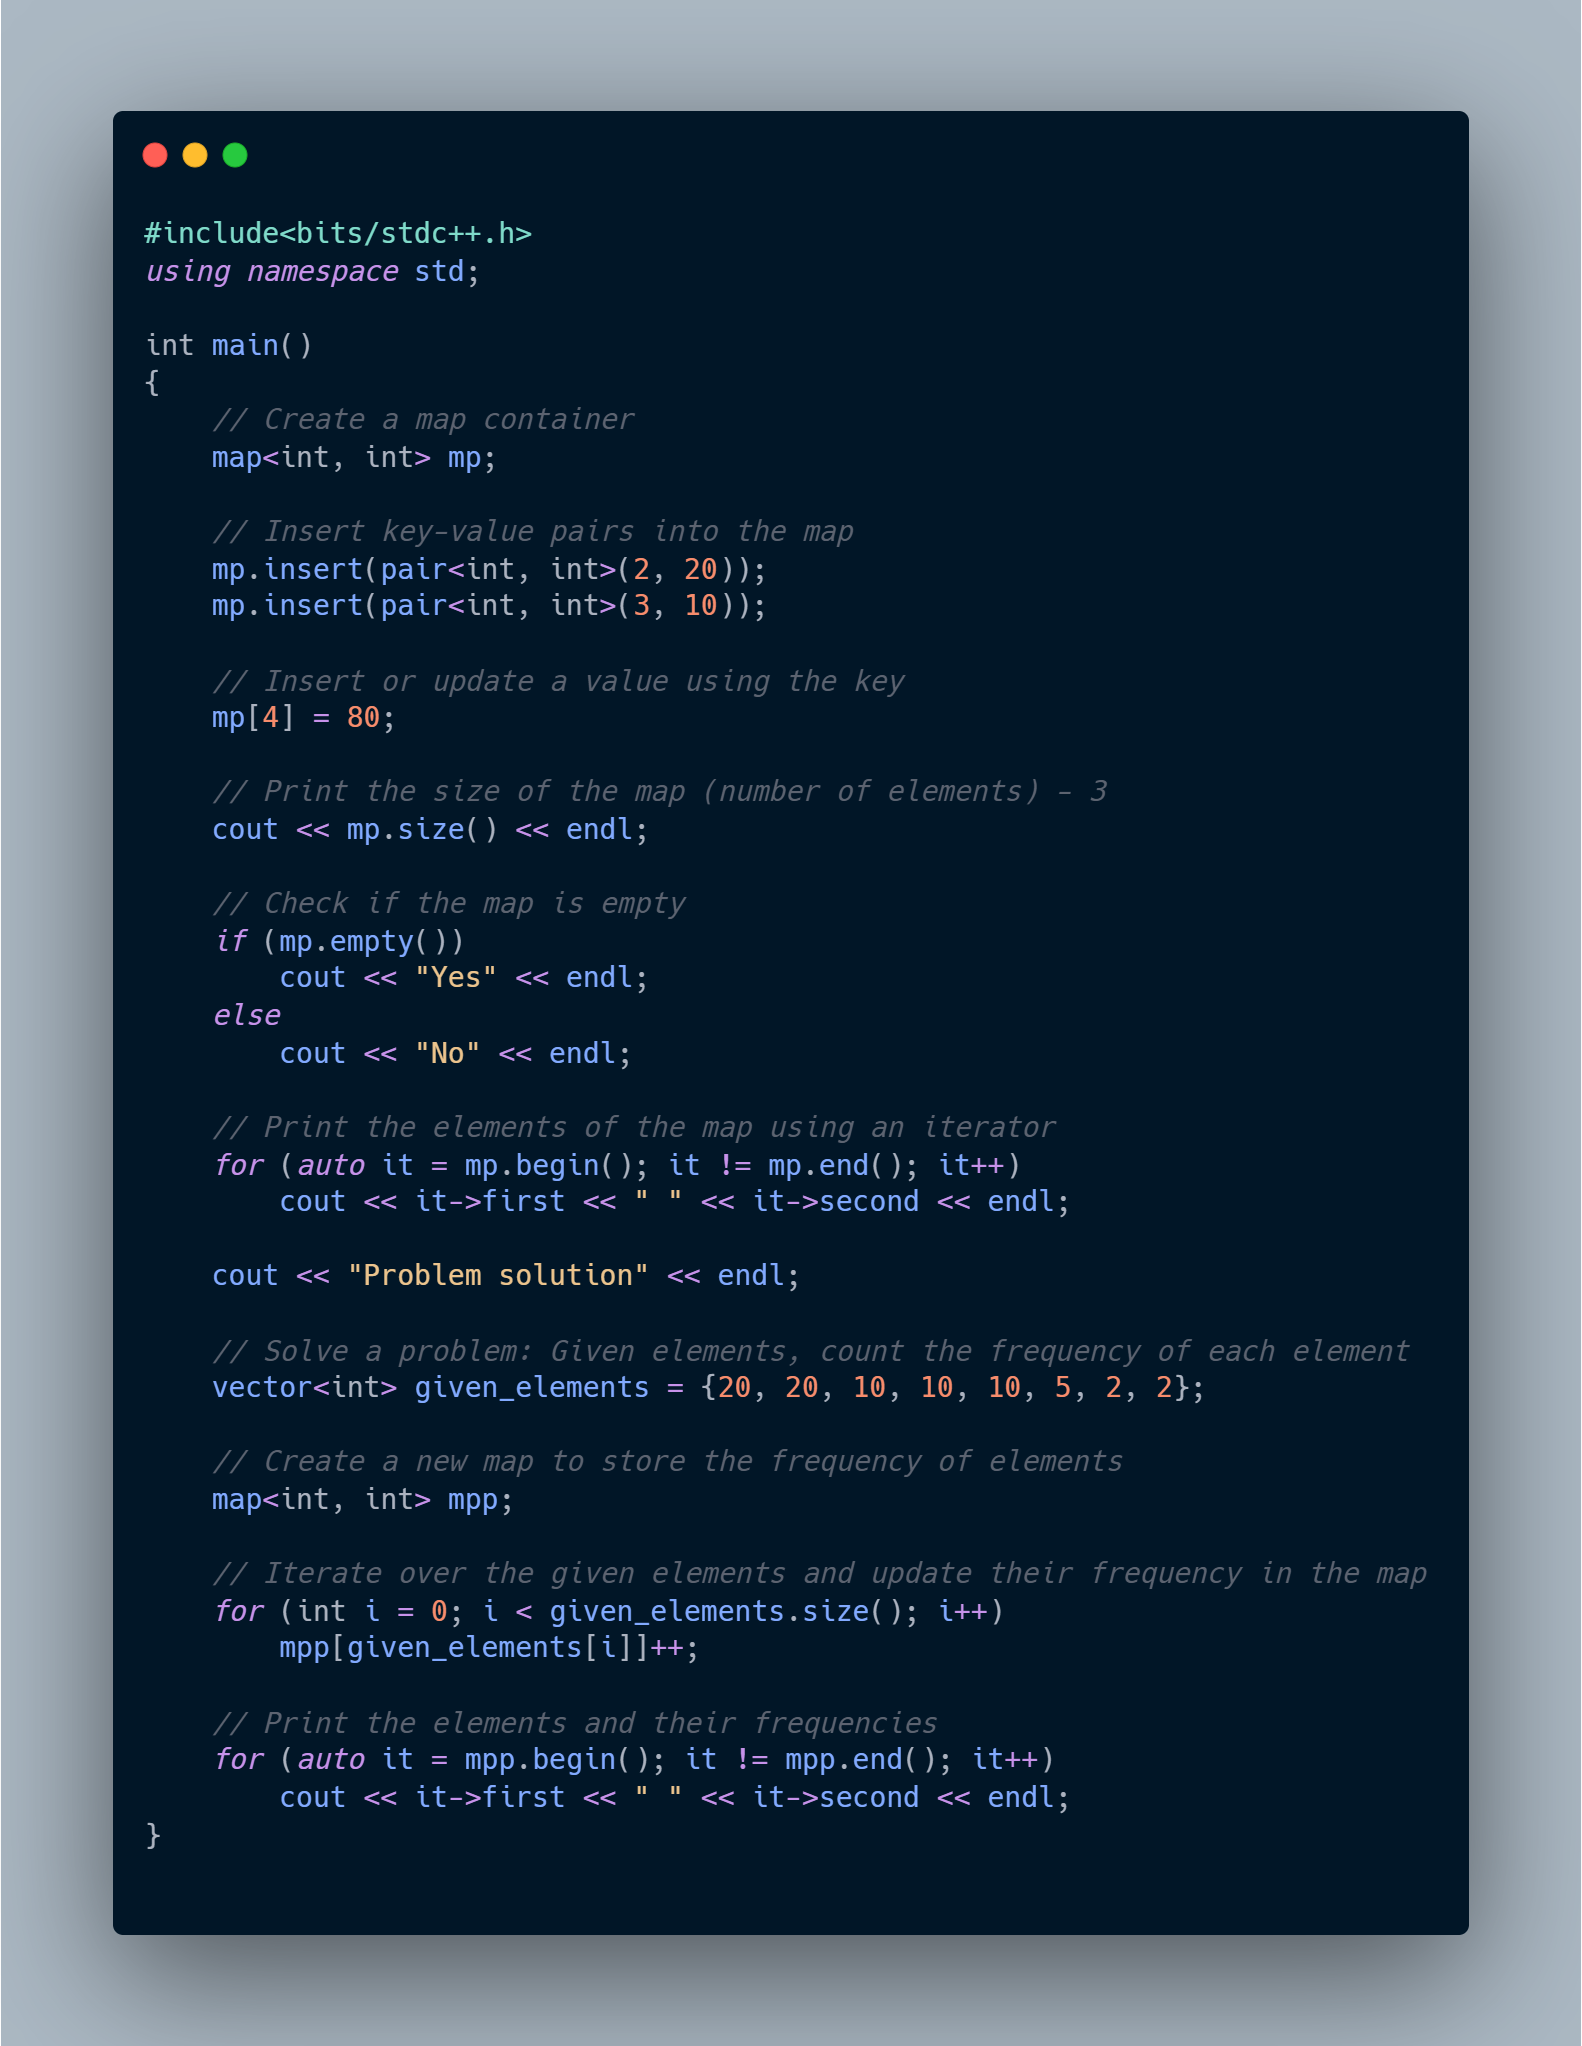 #include<bits/stdc++.h>
using namespace std;

int main()
{
    // Create a map container
    map<int, int> mp;

    // Insert key-value pairs into the map
    mp.insert(pair<int, int>(2, 20));
    mp.insert(pair<int, int>(3, 10));

    // Insert or update a value using the key
    mp[4] = 80;

    // Print the size of the map (number of elements) - 3
    cout << mp.size() << endl;

    // Check if the map is empty
    if (mp.empty())
        cout << "Yes" << endl;
    else
        cout << "No" << endl;

    // Print the elements of the map using an iterator
    for (auto it = mp.begin(); it != mp.end(); it++)
        cout << it->first << " " << it->second << endl;

    cout << "Problem solution" << endl;

    // Solve a problem: Given elements, count the frequency of each element
    vector<int> given_elements = {20, 20, 10, 10, 10, 5, 2, 2};

    // Create a new map to store the frequency of elements
    map<int, int> mpp;

    // Iterate over the given elements and update their frequency in the map
    for (int i = 0; i < given_elements.size(); i++)
        mpp[given_elements[i]]++;

    // Print the elements and their frequencies
    for (auto it = mpp.begin(); it != mpp.end(); it++)
        cout << it->first << " " << it->second << endl;
}